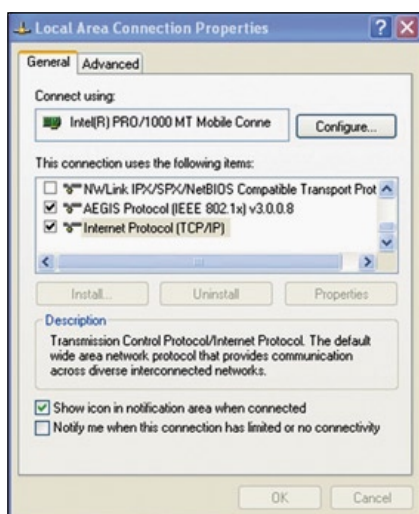 Local Area Connection Properties
General
Advanced
Connect using:
Intel(R) PRO/1000 MT Mobile Conne
Configure...
This connection uses the following items:
NWLink IPX/SPX/NetBIOS Compatible Transport Prot
AEGIS Protocol (IEEE 802.1x) v3.0.0.8
Internet Protocol (TCP/IP)
Install...
Uninstall
Properties
Description
Transmission Control Protocol/Internet Protocol. The default
wide area network protocol that provides communication
across diverse interconnected networks.
Show icon in notification area when connected
Notify me when this connection has limited or no connectivity
OK
Cancel